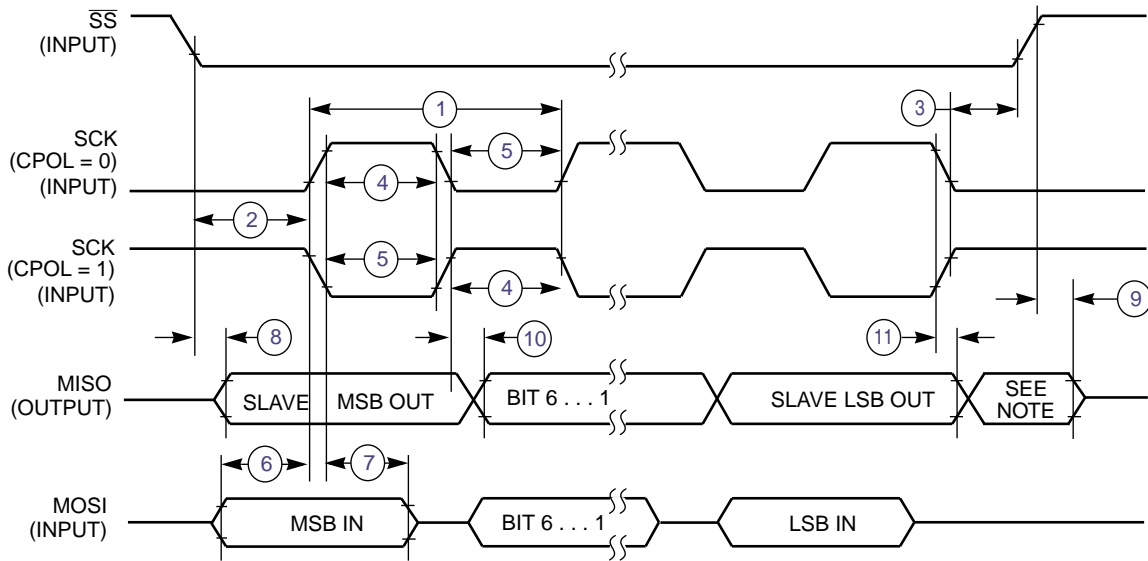 SS
(INPUT)
1
3
SCK
(CPOL = 0)
(INPUT)
5
4
2
SCK
(CPOL = 1)
(INPUT)
5
4
9
8
10
11
MISO
(OUTPUT)
SLAVE MSB OUT
BIT 6 . . . 1
SLAVE LSB OUT
SEE
NOTE
6
7
MOSI
(INPUT)
MSB IN
BIT 6 . . . 1
LSB IN